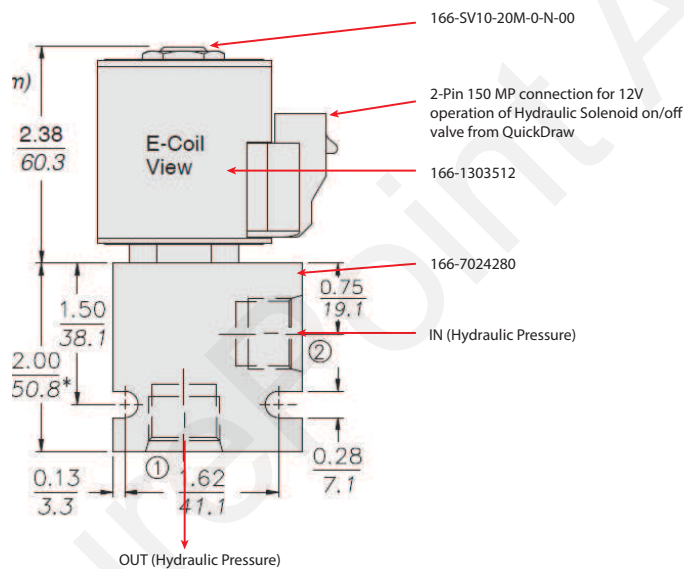 166-SV10-20M-0-N-00
m)
2-Pin 150 MP connection for 12V
operation of Hydraulic Solenoid on/off
valve from QuickDraw
2.38
60.3
E-Coil
View
166-1303512
166-7024280
1.50
38.1
0.75
19.1
IN (Hydraulic Pressure)
②
2.00
50.8*
①
0.13
3.3
.62
41.1
0.28
7.1
OUT (Hydraulic Pressure)